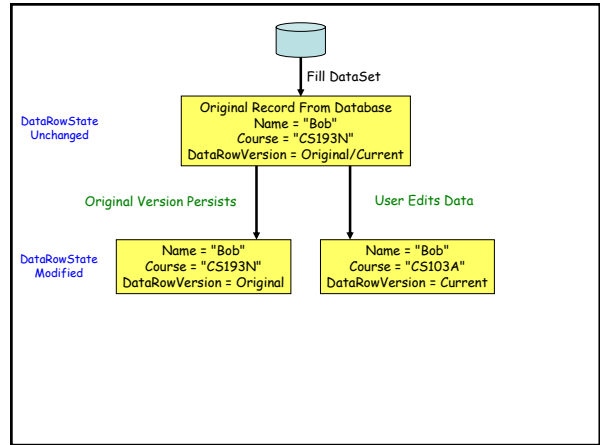 Fill DataSet
DataRowState
Unchanged
Original Record From Database
Name = "Bob"
Course = "CS193N"
DataRowVersion = Original/Current
Original Version Persists
User Edits Data
DataRowState
Modified
Name = "Bob"
Course = "CS193N"
DataRowVersion = Original
Name = "Bob"
Course = "CS103A"
DataRowVersion = Current